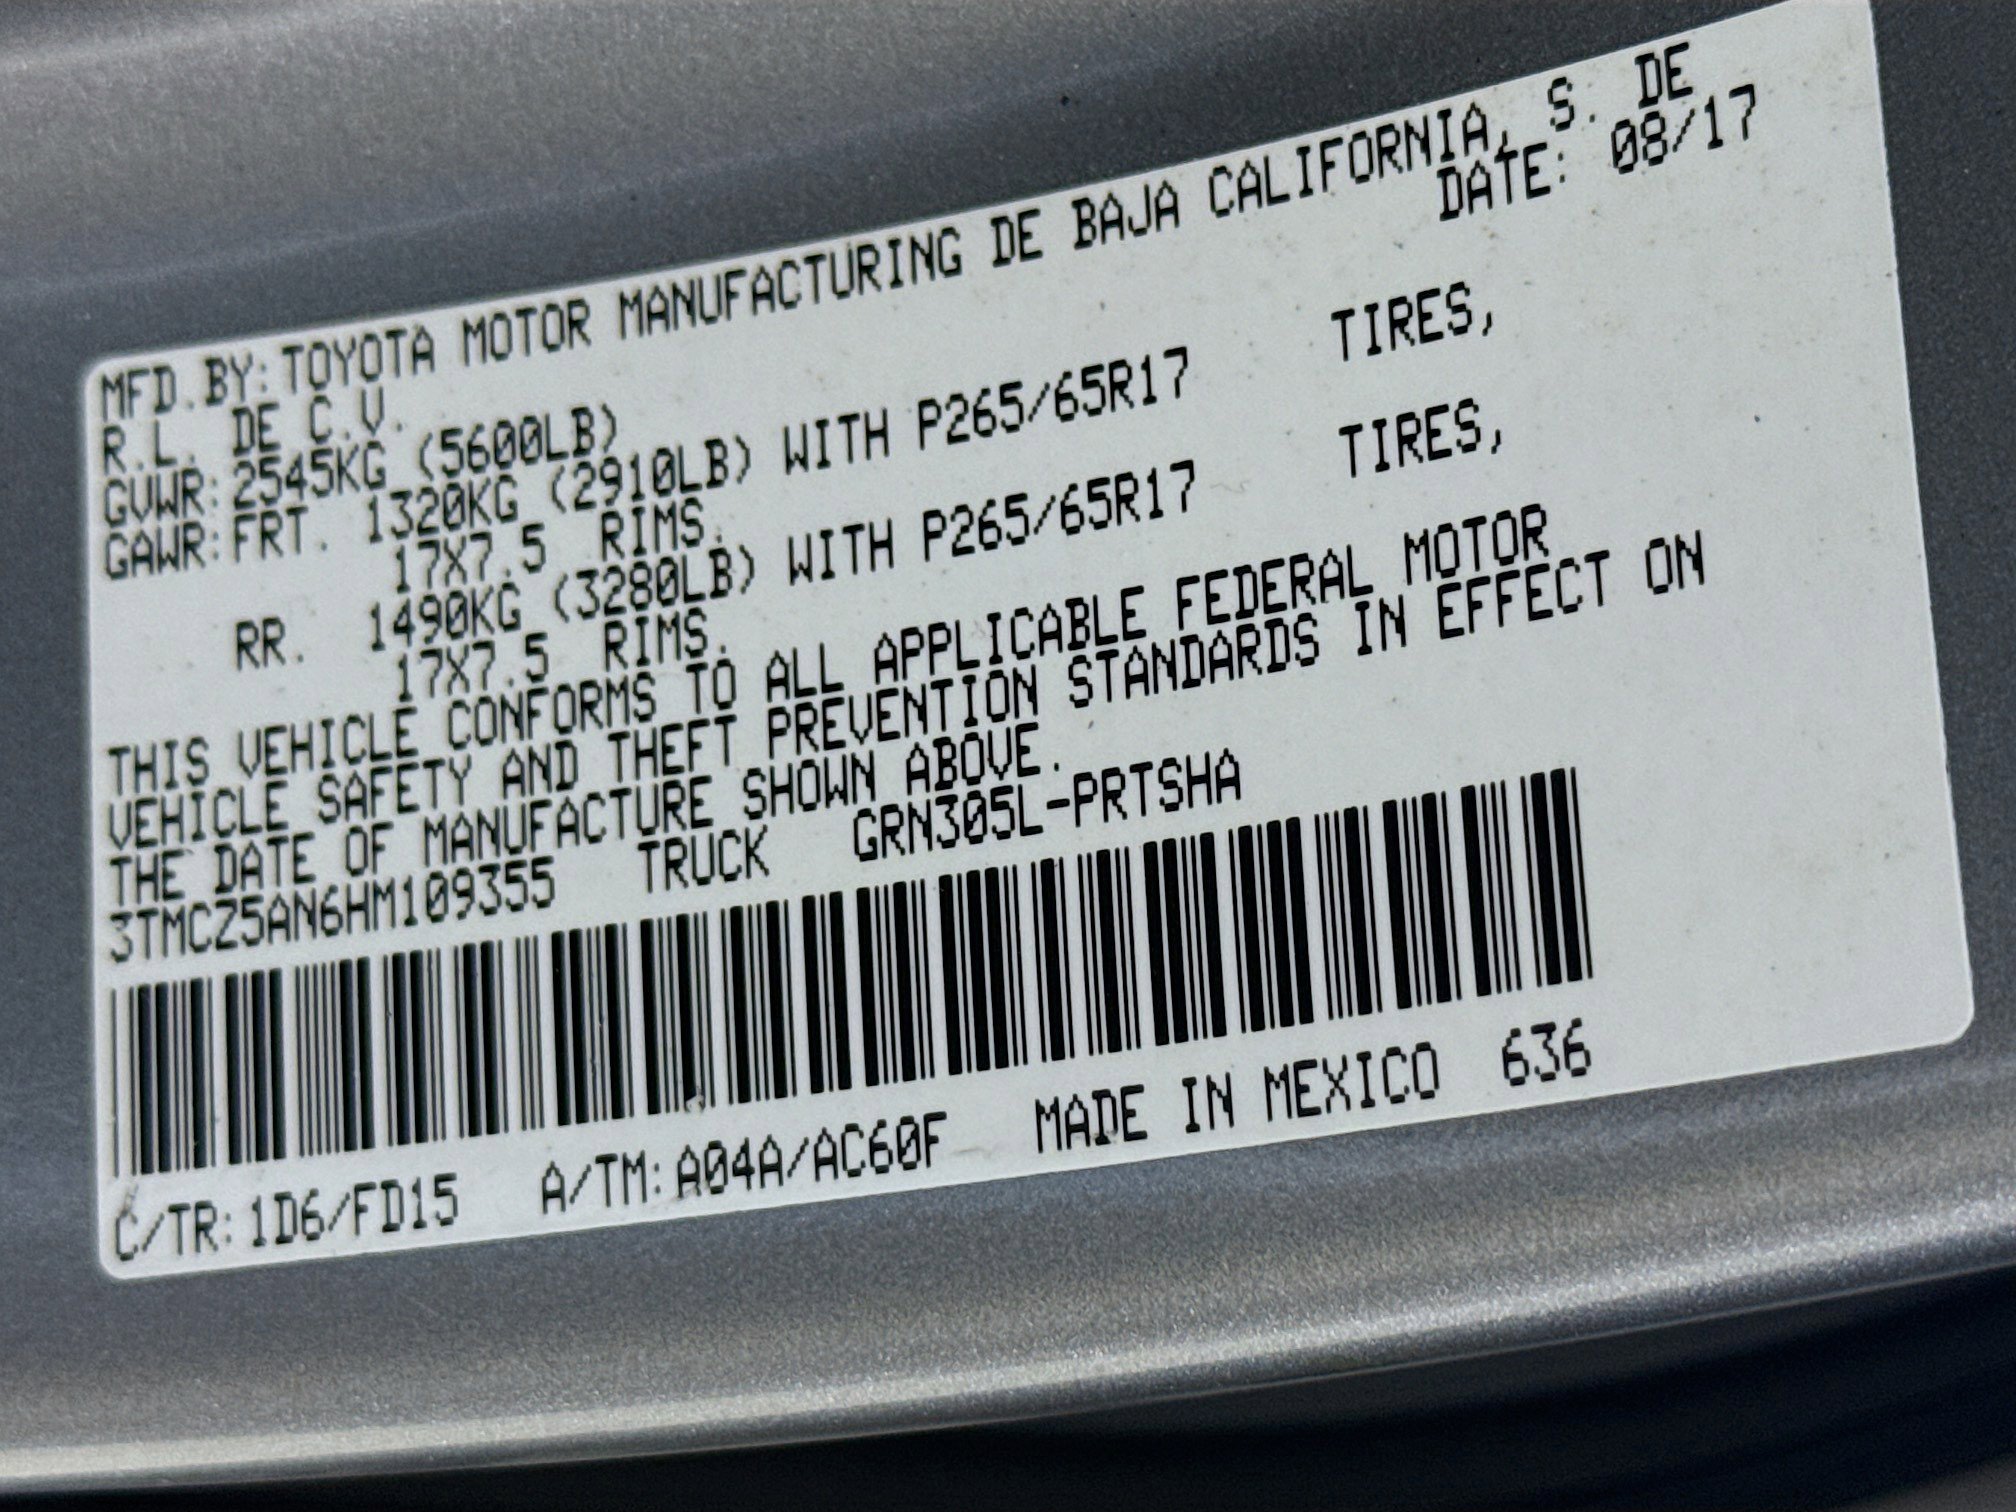 MFD.BY:TOYOTA MOTOR MANUFACTURING DE BAJA CALIFORNIA, S. DE
R.L. DE C.V. DATE: 08/17
GVWR:2545KG (5600LB)
GAWR:FRT. 1320KG (2910LB) WITH P265/65R17 TIRES,
17X7.5 RIMS.
RR. 1490KG (3280LB) WITH P265/65R17 TIRES,
17X7.5 RIMS.
THIS VEHICLE CONFORMS TO ALL APPLICABLE FEDERAL MOTOR
VEHICLE SAFETY AND THEFT PREVENTION STANDARDS IN EFFECT ON
THE DATE OF MANUFACTURE SHOWN ABOVE.
3TMCZ5AN6HM109355 TRUCK GRN305L-PRTSHA
C/TR:1D6/FD15 A/TM:A04A/AC60F MADE IN MEXICO 636